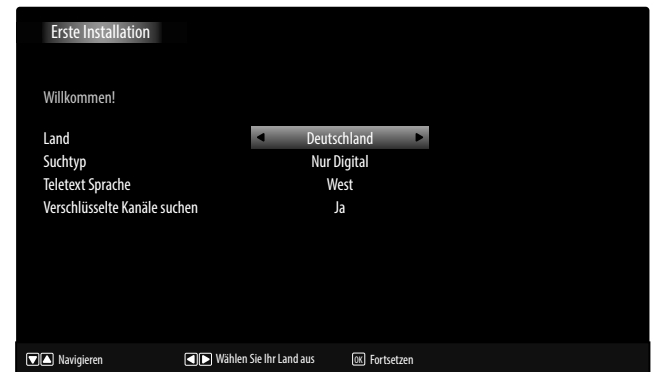 Erste Installation
Willkommen!
Land Deutschland
Suchtyp Nur Digital
Teletext Sprache West
Verschlüsselte Kanäle suchen Ja
Navigieren Wählen Sie Ihr Land aus OK Fortsetzen